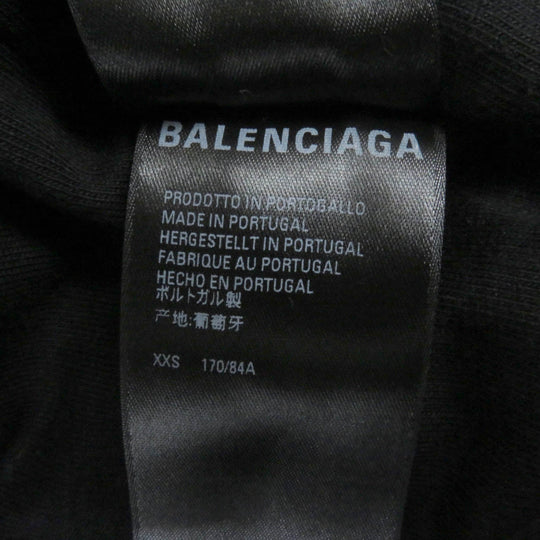 BALENCIAGA
PRODOTTO IN PORTOGALLO
MADE IN PORTUGAL
HERGESTELLT IN PORTUGAL
FABRIQUE AU PORTUGAL
HECHO EN PORTUGAL
ポルトガル製
产地:葡萄牙
XXS 170/84A